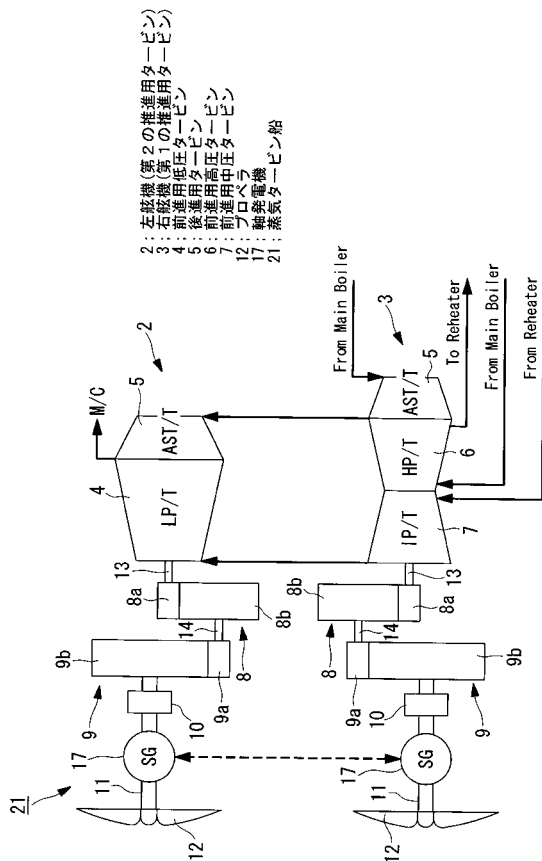 2 ; 左舷機(第２の推進用タービン)
3 ; 右舷機(第１の推進用タービン)
4 ; 前進用低圧タービン
5 ; 後進用タービン
6 ; 前進用高圧タービン
7 ; 前進用中圧タービン
12 ; プロペラ
17 ; 軸発電機
21 ; 蒸気タービン船
21
9
9b
17
10
SG
11
12
9a
14
8
8a
8b
13
4
LP/T
M/C
5
AST/T
2
17
SG
11
12
10
9
9b
9a
14
8
8b
8a
13
IP/T
7
HP/T
6
AST/T
5
3
From Main Boiler
To Reheater
From Main Boiler
From Reheater